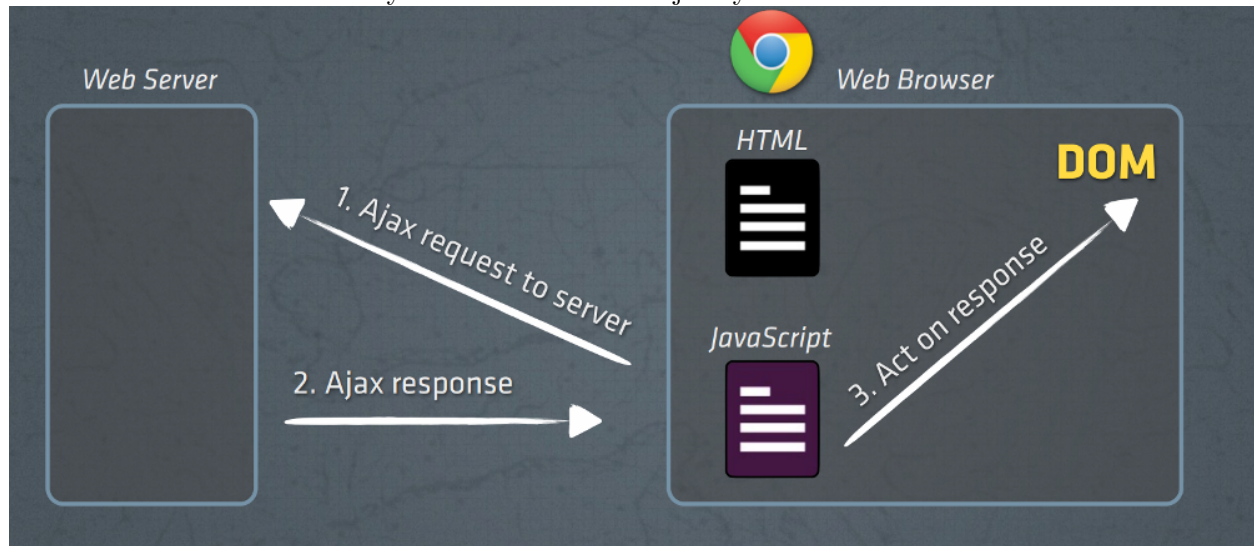 Web Server
Web Browser
HTML
DOM
1. Ajax request to server
JavaScript
3. Act on response
2. Ajax response